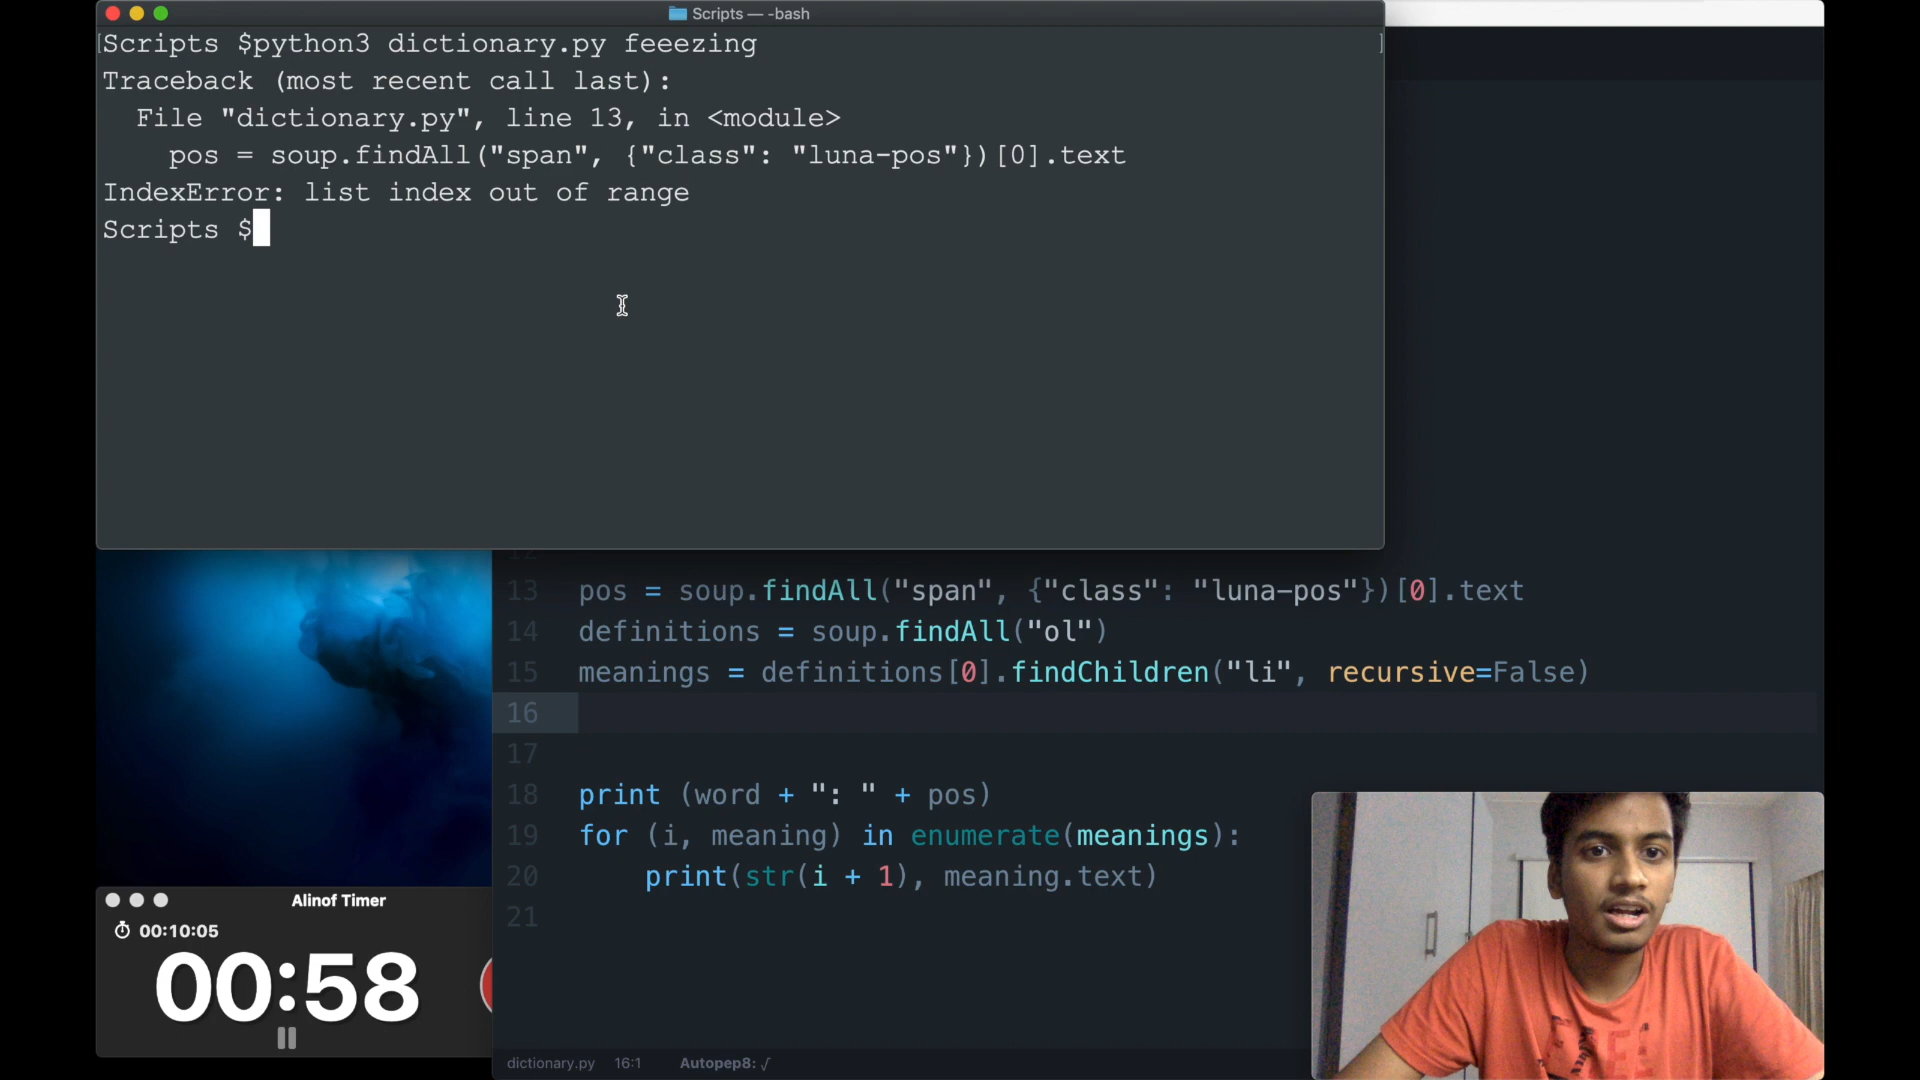 Scripts — -bash
Scripts $python3 dictionary.py feeezing
Traceback (most recent call last):
File "dictionary.py", line 13, in <module>
pos = soup.findAll("span", {"class": "luna-pos"})[0].text
IndexError: list index out of range
Scripts $
12
13 pos = soup.findAll("span", {"class": "luna-pos"})[0].text
14 definitions = soup.findAll("ol")
15 meanings = definitions[0].findChildren("li", recursive=False)
16
17
18 print (word + ": " + pos)
19 for (i, meaning) in enumerate(meanings):
20 print(str(i + 1), meaning.text)
21
Alinof Timer
00:10:05
00:58
dictionary.py 16:1 Autopep8: √